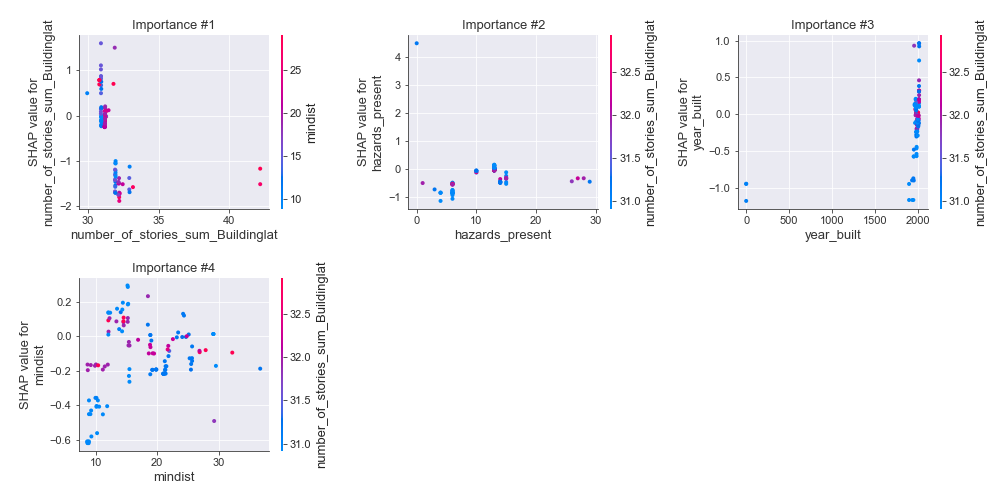 Importance #1
SHAP value for
number_of_stories_sum_Buildinglat
1
0
−1
−2
30
35
40
number_of_stories_sum_Buildinglat
25
20
15
10
mindist
Importance #2
SHAP value for
hazards_present
4
3
2
1
0
−1
0
10
20
30
hazards_present
32.5
32.0
31.5
31.0
number_of_stories_sum_Buildinglat
Importance #3
SHAP value for
year_built
1.0
0.5
0.0
−0.5
−1.0
0
500
1000
1500
2000
year_built
32.5
32.0
31.5
31.0
number_of_stories_sum_Buildinglat
Importance #4
SHAP value for
mindist
0.2
0.0
−0.2
−0.4
−0.6
10
20
30
mindist
32.5
32.0
31.5
31.0
number_of_stories_sum_Buildinglat